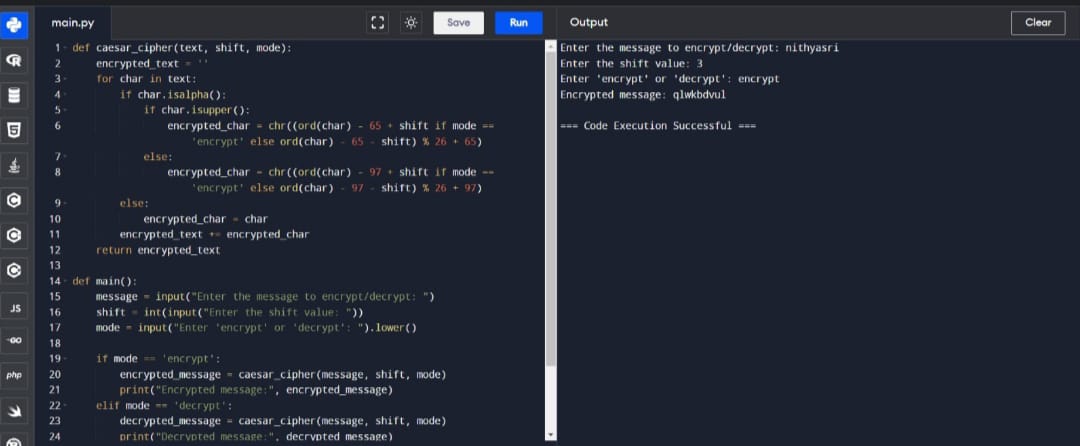 main.py
Save
Run
Output
Clear
1 def caesar_cipher(text, shift, mode):
2 encrypted_text = ''
3 for char in text:
4 if char.isalpha():
5 if char.isupper():
6 encrypted_char = chr((ord(char) - 65 + shift if mode ==
'encrypt' else ord(char) - 65 - shift) % 26 + 65)
7 else:
8 encrypted_char = chr((ord(char) - 97 + shift if mode ==
'encrypt' else ord(char) - 97 - shift) % 26 + 97)
9 else:
10 encrypted_char = char
11 encrypted_text += encrypted_char
12 return encrypted_text
13
14 def main():
15 message = input("Enter the message to encrypt/decrypt: ")
16 shift = int(input("Enter the shift value: "))
17 mode = input("Enter 'encrypt' or 'decrypt': ").lower()
18
19 if mode == 'encrypt':
20 encrypted_message = caesar_cipher(message, shift, mode)
21 print("Encrypted message:", encrypted_message)
22 elif mode == 'decrypt':
23 decrypted_message = caesar_cipher(message, shift, mode)
24 print("Decrypted message:", decrypted_message)
Enter the message to encrypt/decrypt: nithyasri
Enter the shift value: 3
Enter 'encrypt' or 'decrypt': encrypt
Encrypted message: qlwkbdvul
=== Code Execution Successful ===
R
5
C
C
C
JS
GO
php